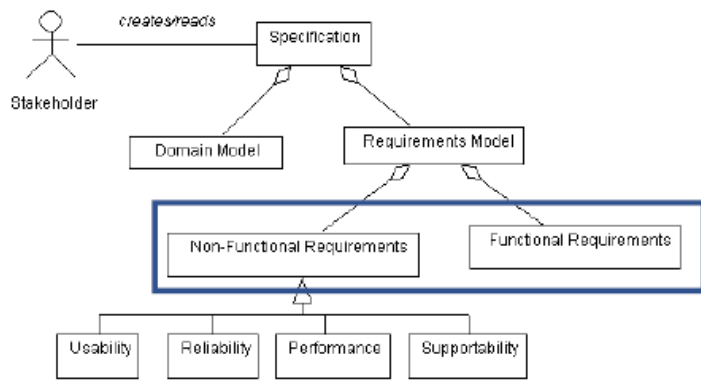 creates/reads
Specification
Stakeholder
Domain Model
Requirements Model
Non-Functional Requirements
Functional Requirements
Usability
Reliability
Performance
Supportability